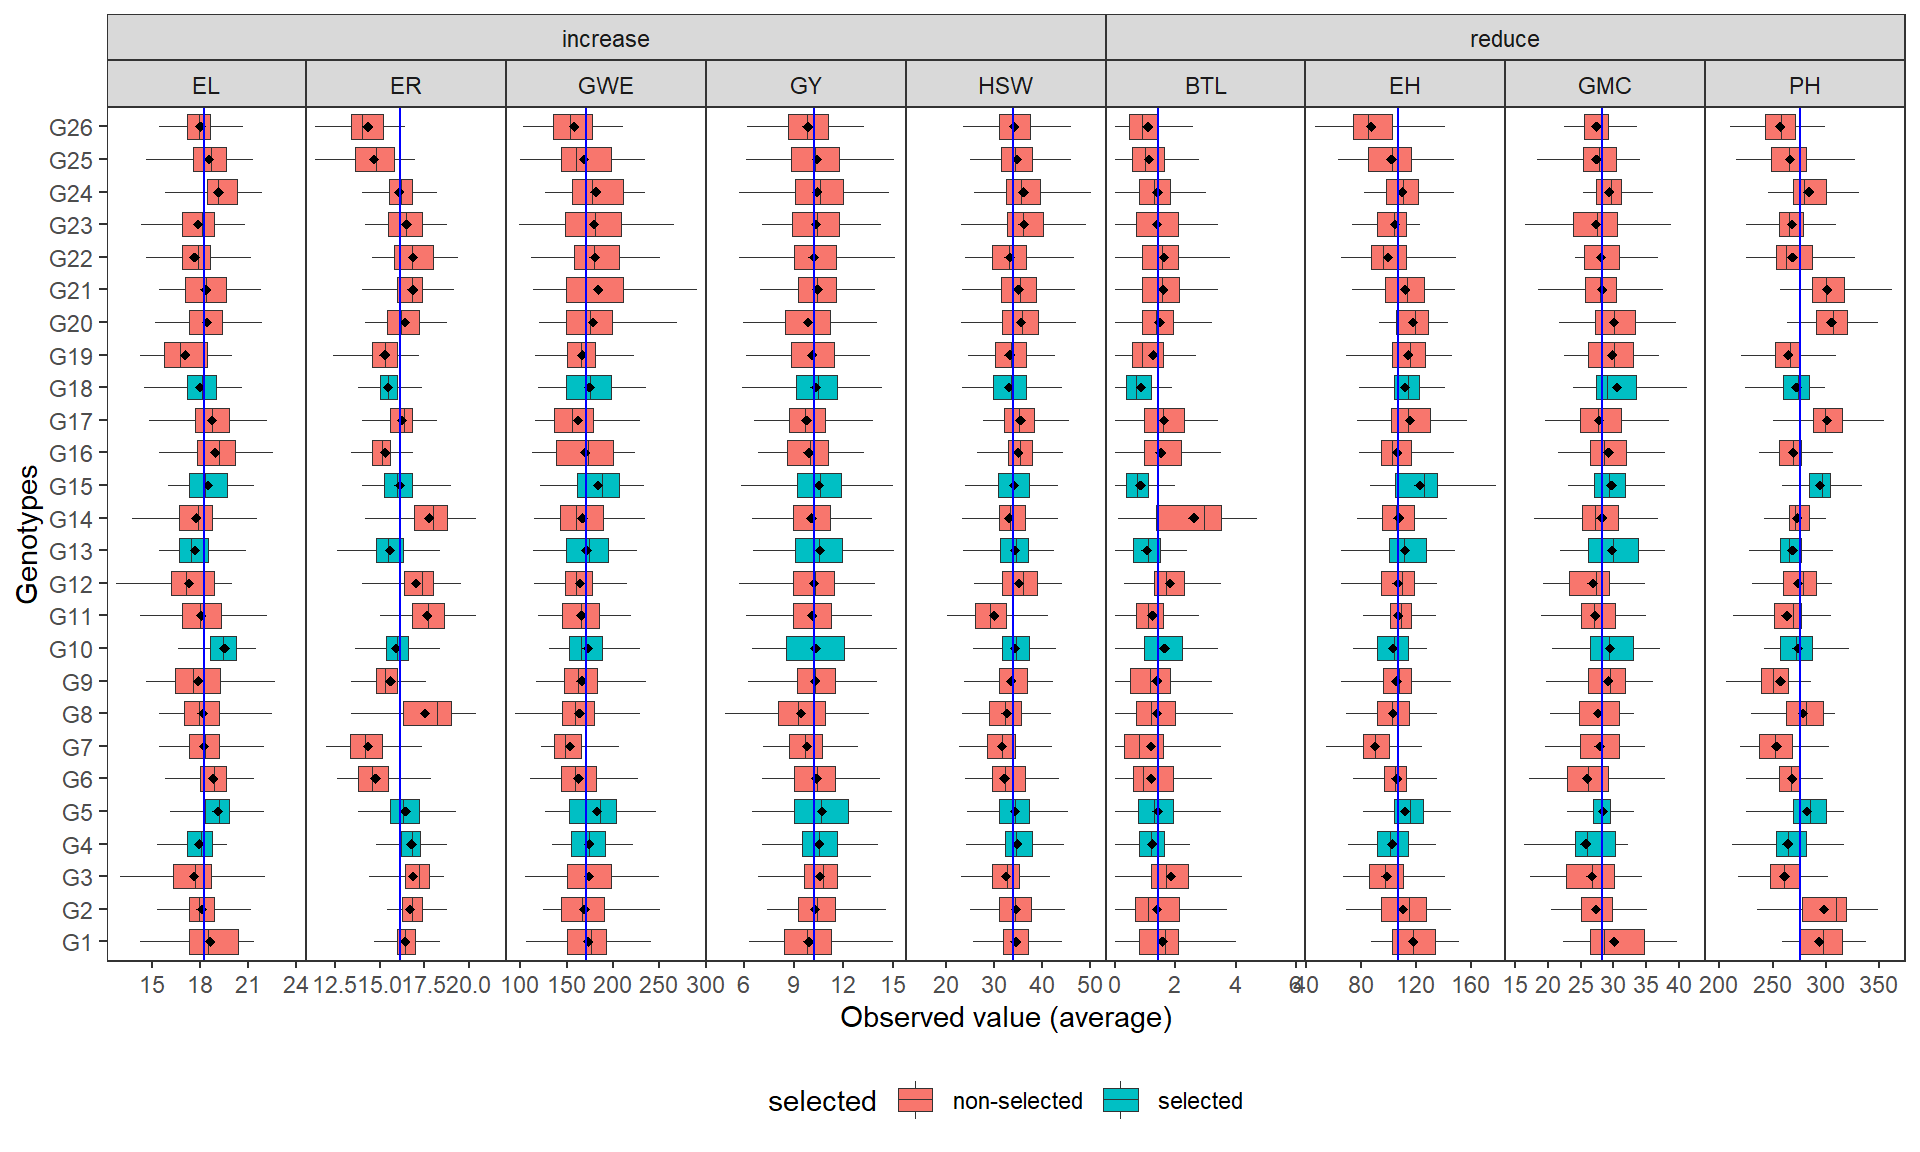 increase reduce
EL ER GWE GY HSW BTL EH GMC PH
G26
G25
G24
G23
G22
G21
G20
G19
G18
G17
G16
G15
G14
G13
G12
G11
G10
G9
G8
G7
G6
G5
G4
G3
G2
G1
Genotypes
15 18 21 24 12.5 15.0 17.5 20.0 100 150 200 250 300 6 9 12 15 20 30 40 50 0 2 4 6 40 80 120 160 15 20 25 30 35 40 200 250 300 350
Observed value (average)
selected non-selected selected